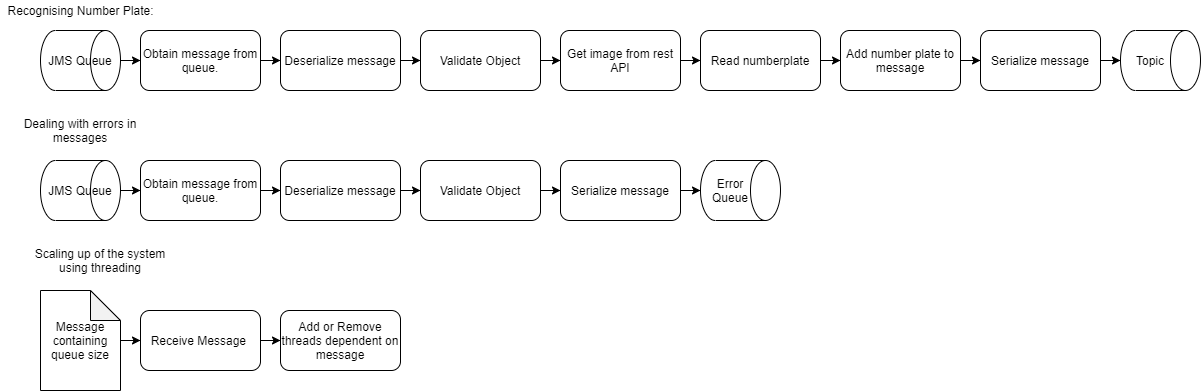 Recognising Number Plate:
JMS Queue
Obtain message from
queue.
Deserialize message
Validate Object
Get image from rest
API
Read numberplate
Add number plate to
message
Serialize message
Topic
Dealing with errors in
messages
JMS Queue
Obtain message from
queue.
Deserialize message
Validate Object
Serialize message
Error
Queue
Scaling up of the system
using threading
Message
containing
queue size
Receive Message
Add or Remove
threads dependent on
message